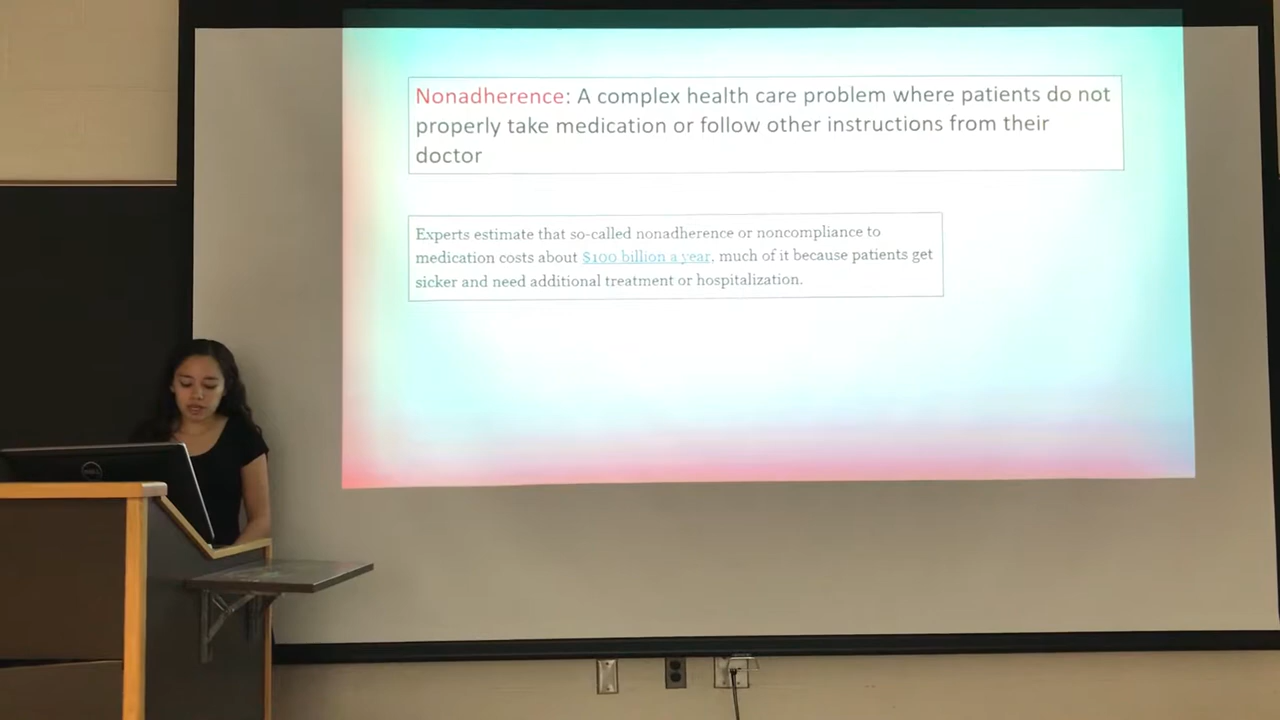 Nonadherence: A complex health care problem where patients do not
properly take medication or follow other instructions from their
doctor
Experts estimate that so-called nonadherence or noncompliance to
medication costs about $100 billion a year, much of it because patients get
sicker and need additional treatment or hospitalization.
DELL